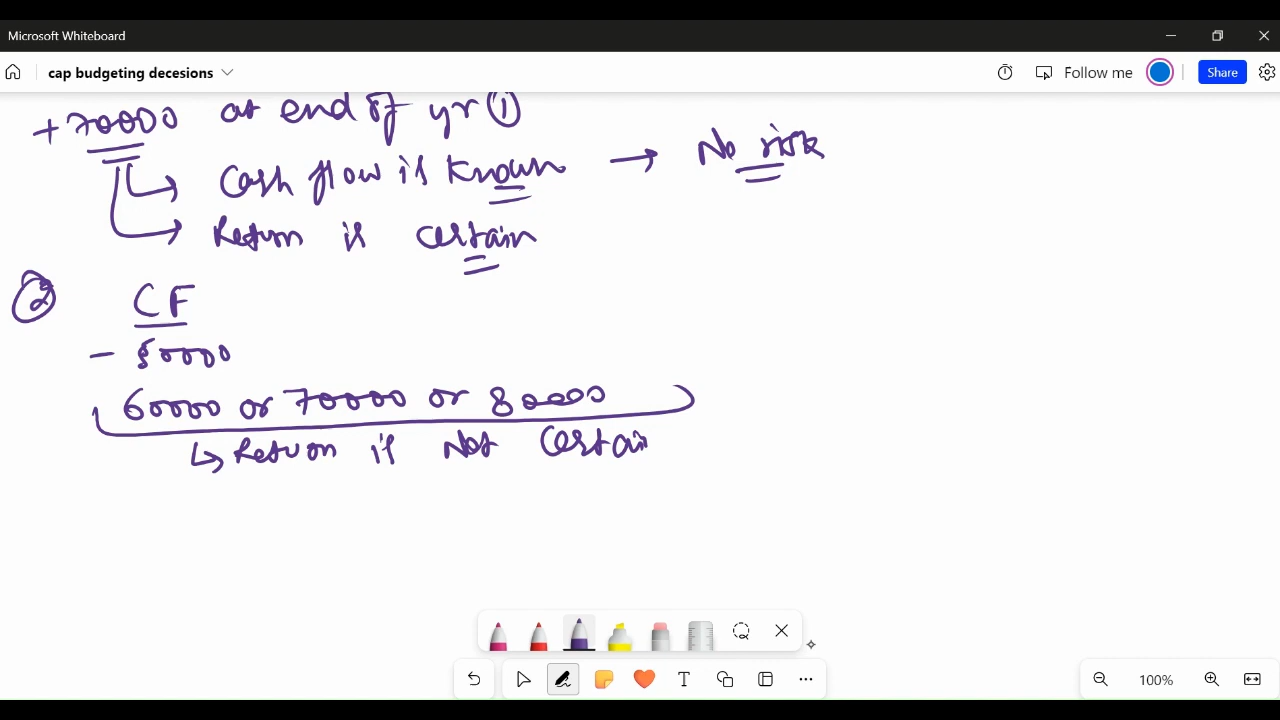 Microsoft Whiteboard
cap budgeting decesions
Follow me
Share
+70000 at end of yr ①
Cash flow is known → No risk
Return is certain
② CF
- 50000
60000 or 70000 or 80000
↳ Return is Not Certain
T
100%